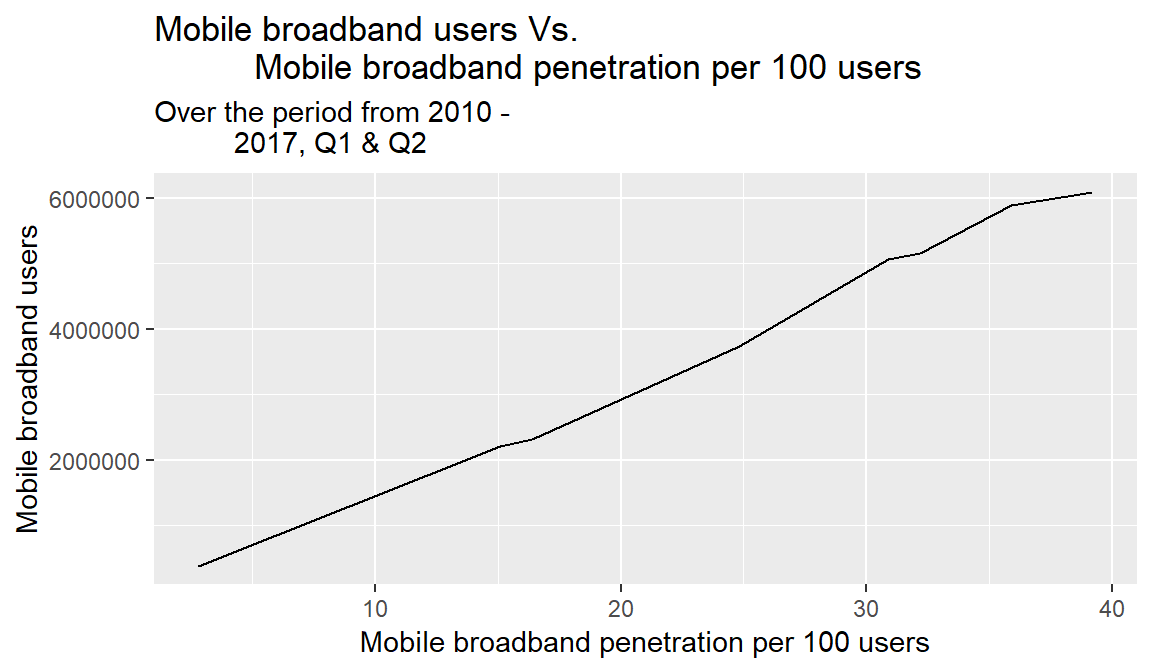 Mobile broadband users Vs.
Mobile broadband penetration per 100 users
Over the period from 2010 -
2017, Q1 & Q2
6000000
4000000
2000000
Mobile broadband users
10 20 30 40
Mobile broadband penetration per 100 users